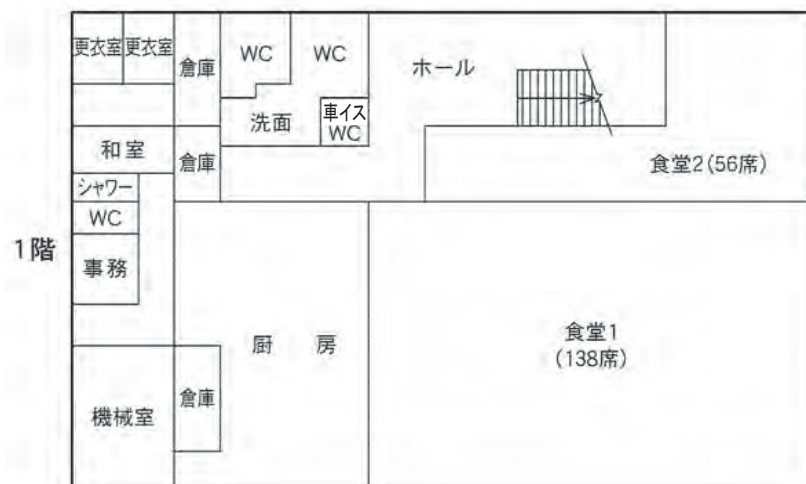 更衣室
更衣室
倉庫
WC
WC
ホール
洗面
車イス
WC
和室
倉庫
食堂2(56席)
シャワー
WC
1階
事務
厨 房
食堂1
(138席)
倉庫
機械室